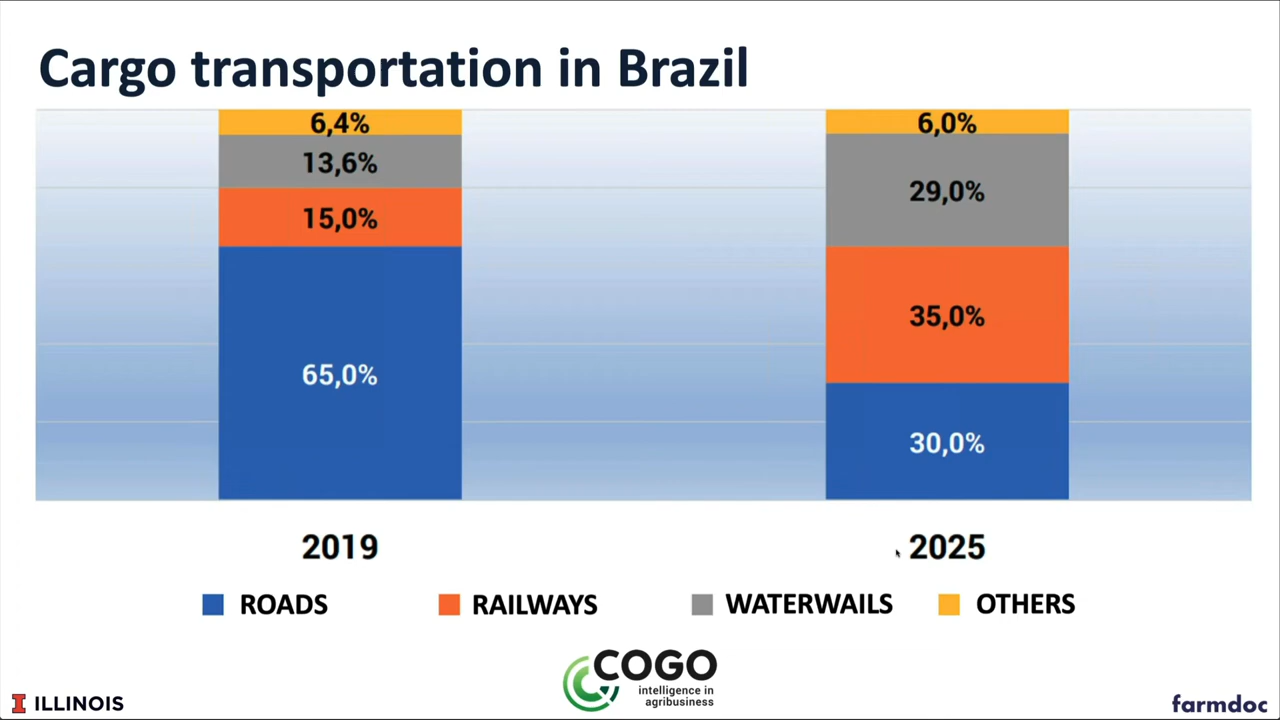 Cargo transportation in Brazil
6,4%
6,0%
13,6%
29,0%
15,0%
35,0%
65,0%
30,0%
2019
2025
ROADS
RAILWAYS
WATERWAILS
OTHERS
COGO
intelligence in
agribusiness
I ILLINOIS
farmdoc